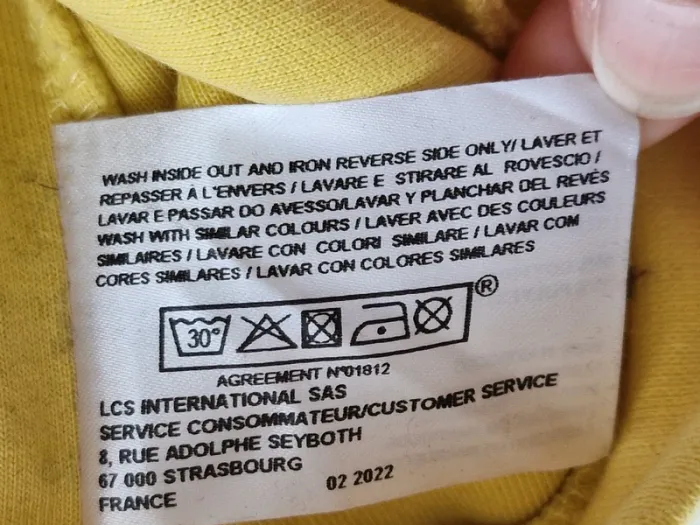 WASH INSIDE OUT AND IRON REVERSE SIDE ONLY/ LAVER ET
REPASSER À L'ENVERS / LAVARE E STIRARE AL ROVESCIO /
LAVAR E PASSAR DO AVESSO/LAVAR Y PLANCHAR DEL REVÉS
WASH WITH SIMILAR COLOURS / LAVER AVEC DES COULEURS
SIMILAIRES / LAVARE CON COLORI SIMILARE / LAVAR COM
CORES SIMILARES / LAVAR CON COLORES SIMILARES
30° ®
AGREEMENT N°01812
LCS INTERNATIONAL SAS
SERVICE CONSOMMATEUR/CUSTOMER SERVICE
8, RUE ADOLPHE SEYBOTH
67 000 STRASBOURG
FRANCE 02 2022